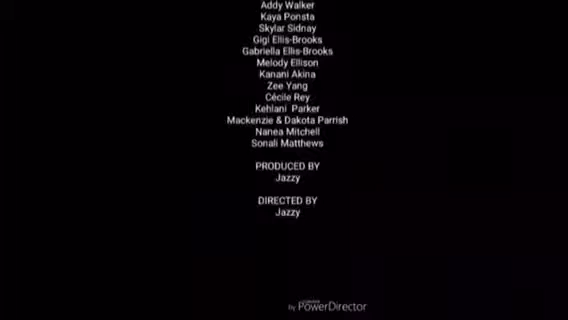 Addy Walker
Kaya Ponsta
Skylar Sidnay
Gigi Ellis-Brooks
Gabriella Ellis-Brooks
Melody Ellison
Kanani Akina
Zee Yang
Cécile Rey
Kehlani Parker
Mackenzie & Dakota Parrish
Nanea Mitchell
Sonali Matthews
PRODUCED BY
Jazzy
DIRECTED BY
Jazzy
by PowerDirector